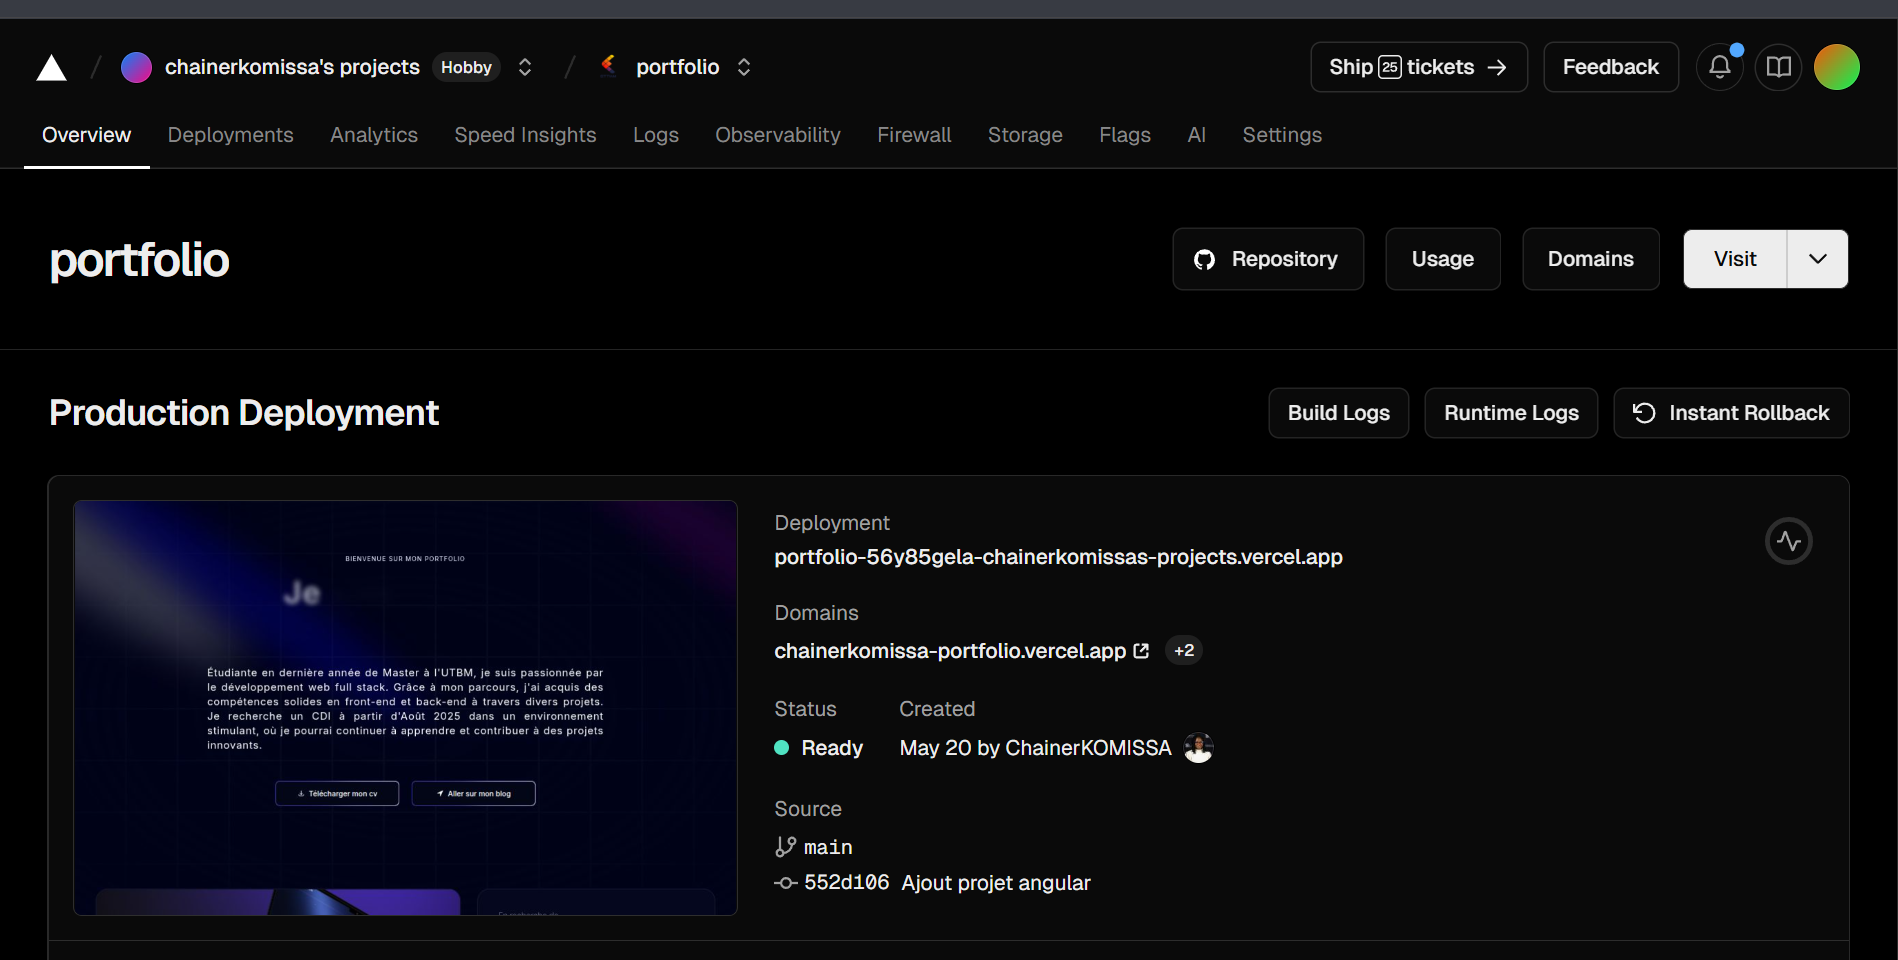 chainerkomissa's projects Hobby
portfolio
Ship 25 tickets →
Feedback
Overview Deployments Analytics Speed Insights Logs Observability Firewall Storage Flags AI Settings
portfolio
Repository
Usage
Domains
Visit
Production Deployment
Build Logs
Runtime Logs
Instant Rollback
BIENVENUE SUR MON PORTFOLIO
Je
Étudiante en dernière année de Master à l'UTBM, je suis passionnée par
le développement web full stack. Grâce à mon parcours, j'ai acquis des
compétences solides en front-end et back-end à travers divers projets.
Je recherche un CDI à partir d'Août 2025 dans un environnement
stimulant, où je pourrai continuer à apprendre et contribuer à des projets
innovants.
Télécharger mon cv
Aller sur mon blog
Deployment
portfolio-56y85gela-chainerkomissas-projects.vercel.app
Domains
chainerkomissa-portfolio.vercel.app +2
Status Created
Ready May 20 by ChainerKOMISSA
Source
main
552d106 Ajout projet angular